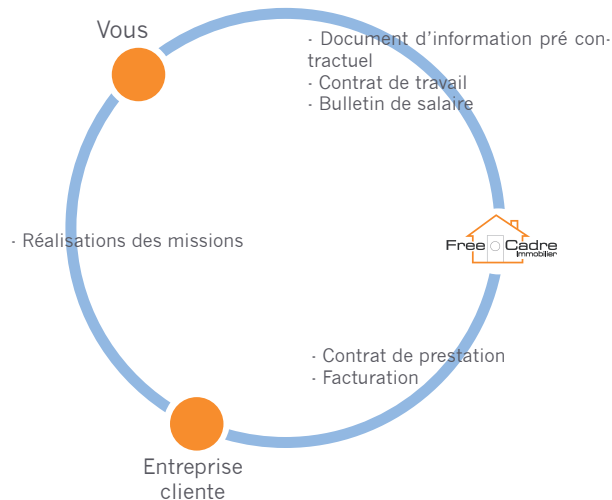 Vous
- Document d'information pré con-
tractuel
- Contrat de travail
- Bulletin de salaire
- Réalisations des missions
Free Cadre
Immobilier
- Contrat de prestation
- Facturation
Entreprise
cliente